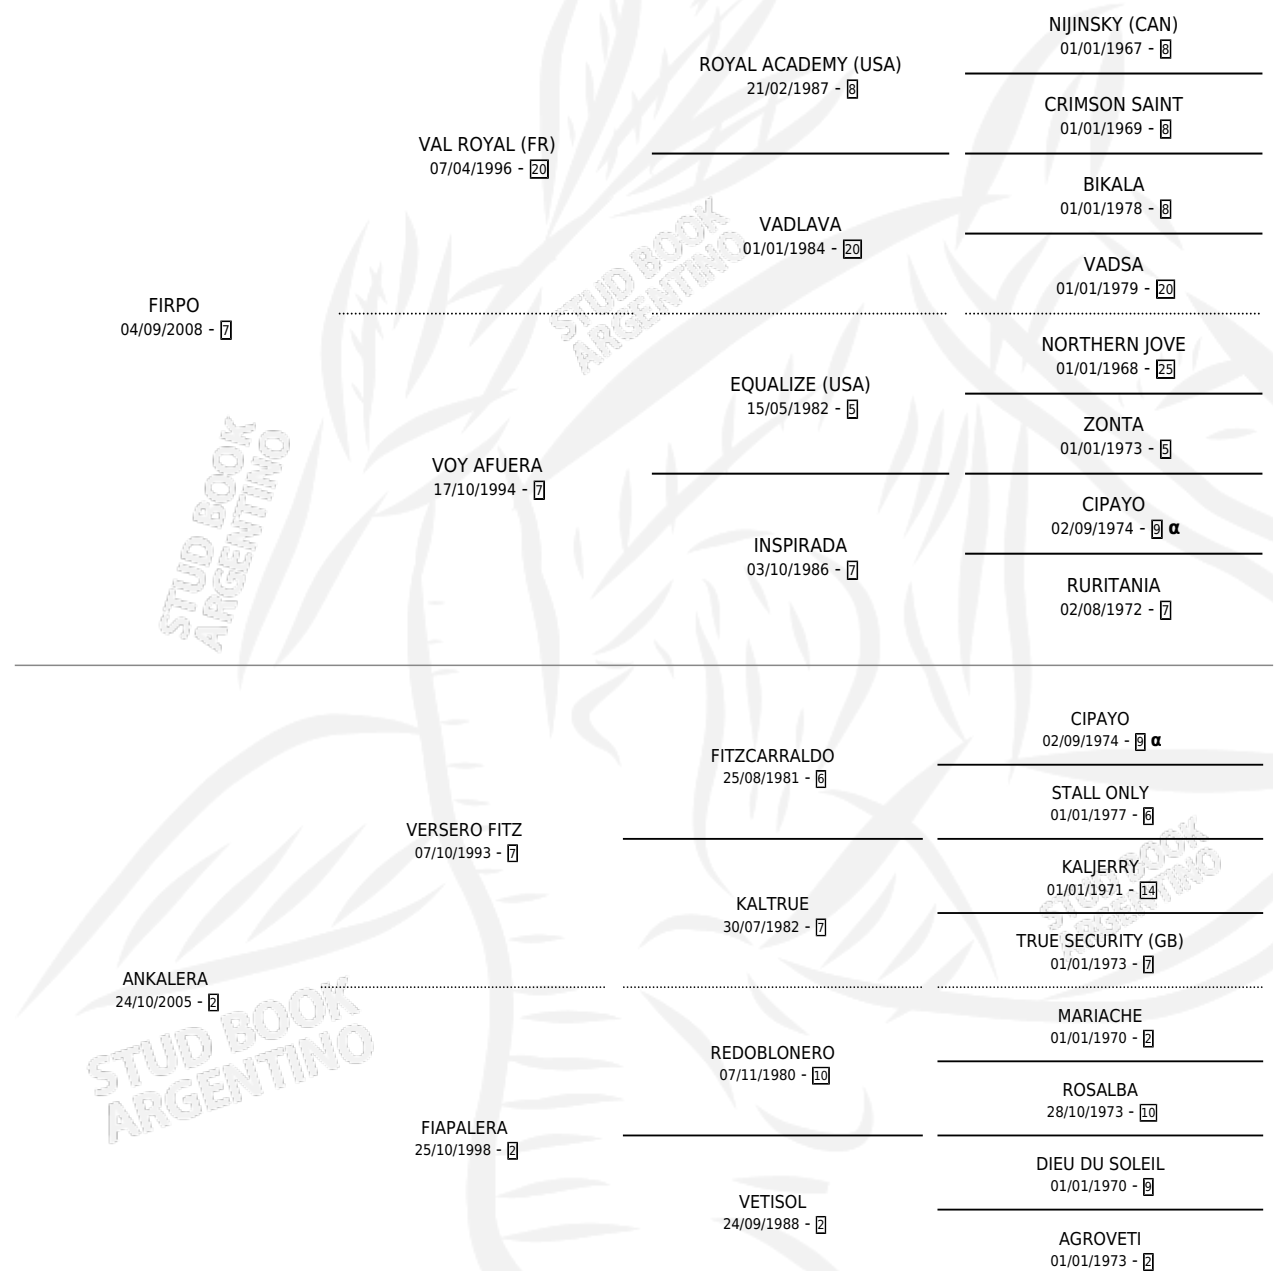 NIJINSKY (CAN)
01/01/1967 - 8
ROYAL ACADEMY (USA)
21/02/1987 - 8
CRIMSON SAINT
01/01/1969 - 8
VAL ROYAL (FR)
07/04/1996 - 20
BIKALA
01/01/1978 - 8
VADLAVA
01/01/1984 - 20
VADSA
01/01/1979 - 20
FIRPO
04/09/2008 - 7
NORTHERN JOVE
01/01/1968 - 25
EQUALIZE (USA)
15/05/1982 - 5
ZONTA
01/01/1973 - 5
VOY AFUERA
17/10/1994 - 7
CIPAYO
02/09/1974 - 9 α
INSPIRADA
03/10/1986 - 7
RURITANIA
02/08/1972 - 7
STUD BOOK
ARGENTINO
STUD BOOK
ARGENTINO
CIPAYO
02/09/1974 - 9 α
FITZCARRALDO
25/08/1981 - 6
STALL ONLY
01/01/1977 - 6
VERSERO FITZ
07/10/1993 - 7
KALJERRY
01/01/1971 - 14
KALTRUE
30/07/1982 - 7
TRUE SECURITY (GB)
01/01/1973 - 7
ANKALERA
24/10/2005 - 2
MARIACHE
01/01/1970 - 2
REDOBLONERO
07/11/1980 - 10
ROSALBA
28/10/1973 - 10
FIAPALERA
25/10/1998 - 2
DIEU DU SOLEIL
01/01/1970 - 9
VETISOL
24/09/1988 - 2
AGROVETI
01/01/1973 - 2
STUD BOOK
ARGENTINO
STUD BOOK
ARGENTINO